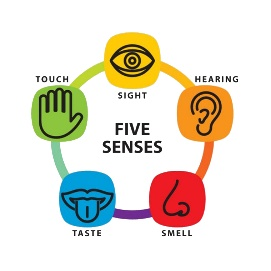 SIGHT
TOUCH
HEARING
FIVE
SENSES
TASTE
SMELL